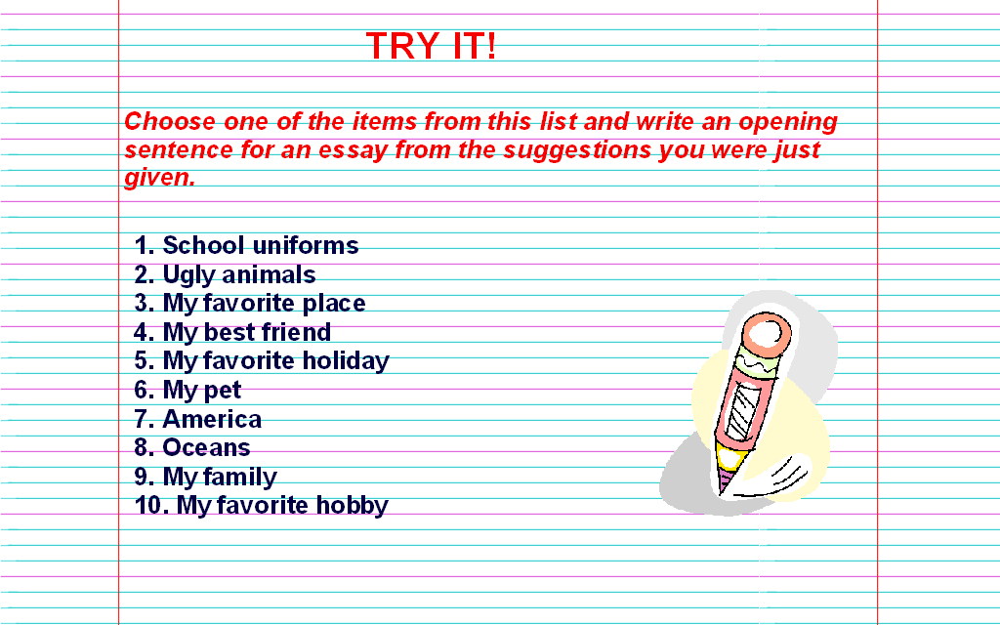 TRY IT!
Choose one of the items from this list and write an opening
sentence for an essay from the suggestions you were just
given.
1. School uniforms
2. Ugly animals
3. My favorite place
4. My best friend
5. My favorite holiday
6. My pet
7. America
8. Oceans
9. My family
10. My favorite hobby